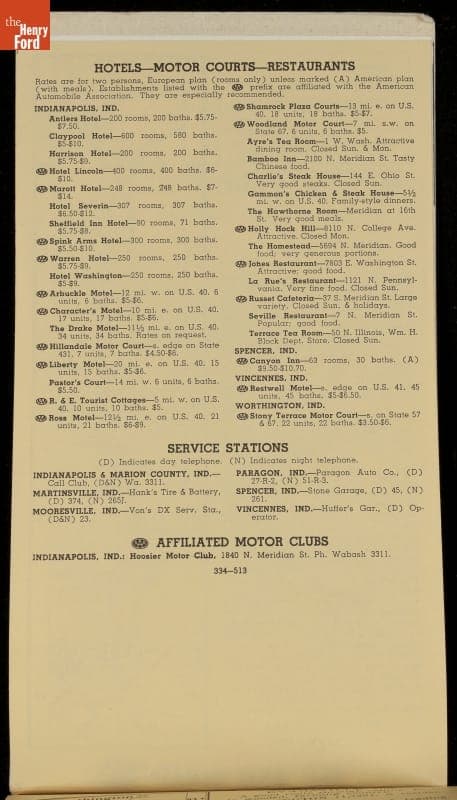 the
Henry
Ford
HOTELS—MOTOR COURTS—RESTAURANTS
Rates are for two persons, European plan (rooms only) unless marked (A) American plan
(with meals). Establishments listed with the AAA prefix are affiliated with the American
Automobile Association. They are especially recommended.
INDIANAPOLIS, IND.
Antlers Hotel—200 rooms, 200 baths. $5.75-
$7.50.
Claypool Hotel—600 rooms, 580 baths.
$5-$10.
Harrison Hotel—200 rooms, 200 baths.
$5.75-$9.
AAA Hotel Lincoln—400 rooms, 400 baths. $6-
$10.
AAA Marott Hotel—248 rooms, 248 baths. $7-
$14.
Hotel Severin—307 rooms, 307 baths.
$6.50-$12.
Sheffield Inn Hotel—80 rooms, 71 baths.
$5.75-$8.
AAA Spink Arms Hotel—300 rooms, 300 baths.
$5.50-$10.
AAA Warren Hotel—250 rooms, 250 baths.
$5.75-$9.
Hotel Washington—250 rooms, 250 baths.
$5-$9.
AAA Arbuckle Motel—12 mi. w. on U.S. 40. 6
units, 6 baths. $5-$6.
AAA Character's Motel—10 mi. e. on U.S. 40.
17 units, 17 baths. $5-$6.
The Drake Motel—11½ mi. e. on U.S. 40.
34 units, 34 baths. Rates on request.
AAA Hillandale Motor Court—s. edge on State
431, 7 units, 7 baths. $4.50-$6.
AAA Liberty Motel—20 mi. e. on U.S. 40. 15
units, 15 baths. $5-$6.
Pastor's Court—14 mi. w. 6 units, 6 baths.
$5.50.
AAA R. & E. Tourist Cottages—5 mi. w. on U.S.
40. 10 units, 10 baths. $5.
AAA Ross Motel—12½ mi. e. on U.S. 40. 21
units, 21 baths. $6-$9.
AAA Shamrock Plaza Courts—13 mi. e. on U.S.
40. 18 units, 18 baths. $5-$7.
AAA Woodland Motor Court—7 mi. s.w. on
State 67. 6 units, 6 baths. $5.
Ayre's Tea Room—1 W. Wash. Attractive
dining room. Closed Sun. & Mon.
Bamboo Inn—2100 N. Meridian St. Tasty
Chinese food.
Charlie's Steak House—144 E. Ohio St.
Very good steaks. Closed Sun.
Gammon's Chicken & Steak House—5½
mi. w. on U.S. 40. Family-style dinners.
The Hawthorne Room—Meridian at 16th
St. Very good meals.
AAA Holly Hock Hill—8110 N. College Ave.
Attractive. Closed Mon.
The Homestead—5694 N. Meridian. Good
food; very generous portions.
AAA Jones Restaurant—7803 E. Washington St.
Attractive; good food.
La Rue's Restaurant—1121 N. Pennsyl-
vania. Very fine food. Closed Sun.
AAA Russet Cafeteria—37 S. Meridian St. Large
variety. Closed Sun. & holidays.
Seville Restaurant—7 N. Meridian St.
Popular; good food.
Terrace Tea Room—50 N. Illinois, Wm. H.
Block Dept. Store. Closed Sun.
SPENCER, IND.
AAA Canyon Inn—63 rooms, 30 baths. (A)
$9.50-$10.70.
VINCENNES, IND.
AAA Restwell Motel—s. edge on U.S. 41. 45
units, 45 baths. $5-$6.50.
WORTHINGTON, IND.
AAA Stony Terrace Motor Court—s. on State 57
& 67. 22 units, 22 baths. $3.50-$6.
SERVICE STATIONS
(D) Indicates day telephone. (N) Indicates night telephone.
INDIANAPOLIS & MARION COUNTY, IND.—
Call Club, (D&N) Wa. 3311.
MARTINSVILLE, IND.—Hank's Tire & Battery,
(D) 374, (N) 265J.
MOORESVILLE, IND.—Von's DX Serv. Sta.,
(D&N) 23.
PARAGON, IND.—Paragon Auto Co., (D)
27-R-2, (N) 51-R-3.
SPENCER, IND.—Stone Garage, (D) 45, (N)
261.
VINCENNES, IND.—Huffer's Gar., (D) Op-
erator.
AAA AFFILIATED MOTOR CLUBS
INDIANAPOLIS, IND.: Hoosier Motor Club, 1840 N. Meridian St. Ph. Wabash 3311.
334—513